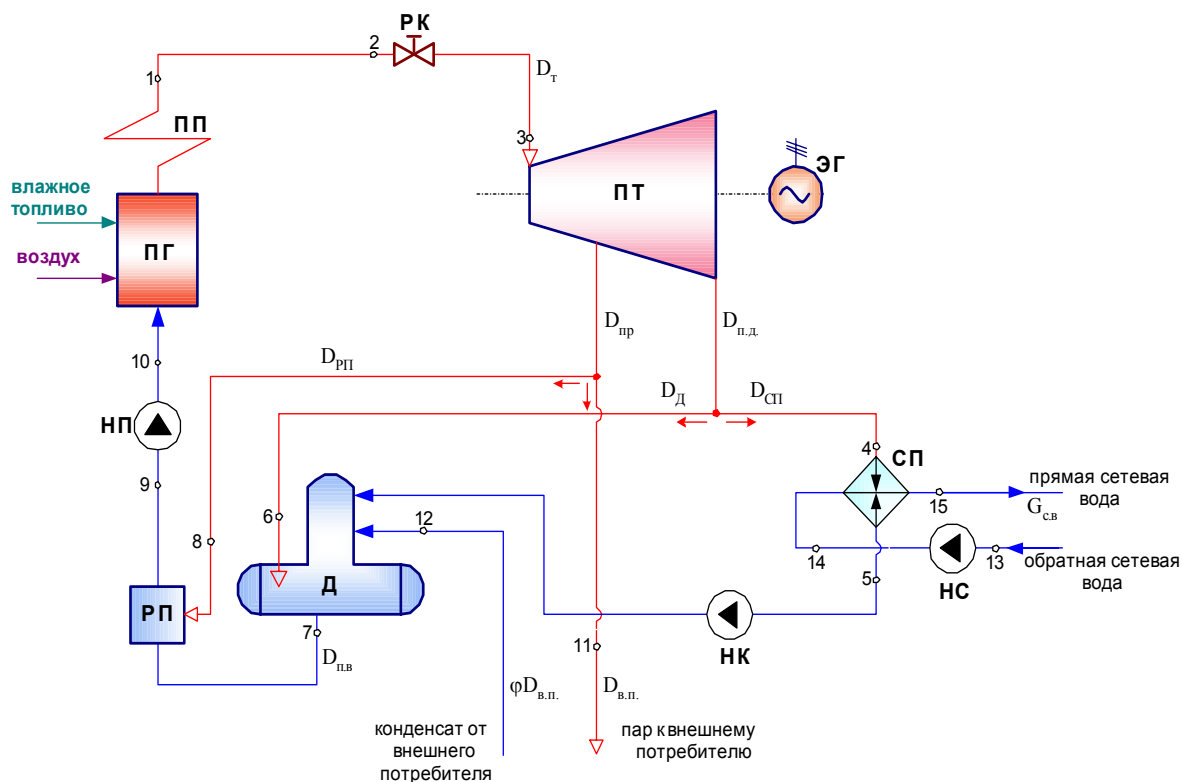 РК
2
Dт
1
ПП
3
ЭГ
ПТ
влажное
топливо
ПГ
воздух
Dпр
Dп.д.
10
DРП
DД
DСП
НП
4
СП
9
прямая сетевая
вода
15
Gс.в
6
12
8
14
13
обратная сетевая
вода
5
НС
Д
РП
7
НК
11
Dп.в
φDв.п.
Dв.п.
конденсат от
внешнего
потребителя
пар к внешнему
потребителю